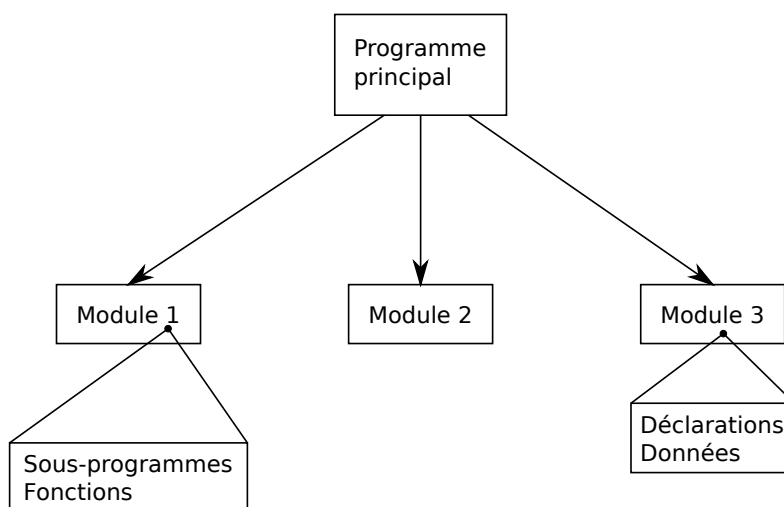 Programme
principal
Module 1
Module 2
Module 3
Déclarations
Données
Sous-programmes
Fonctions